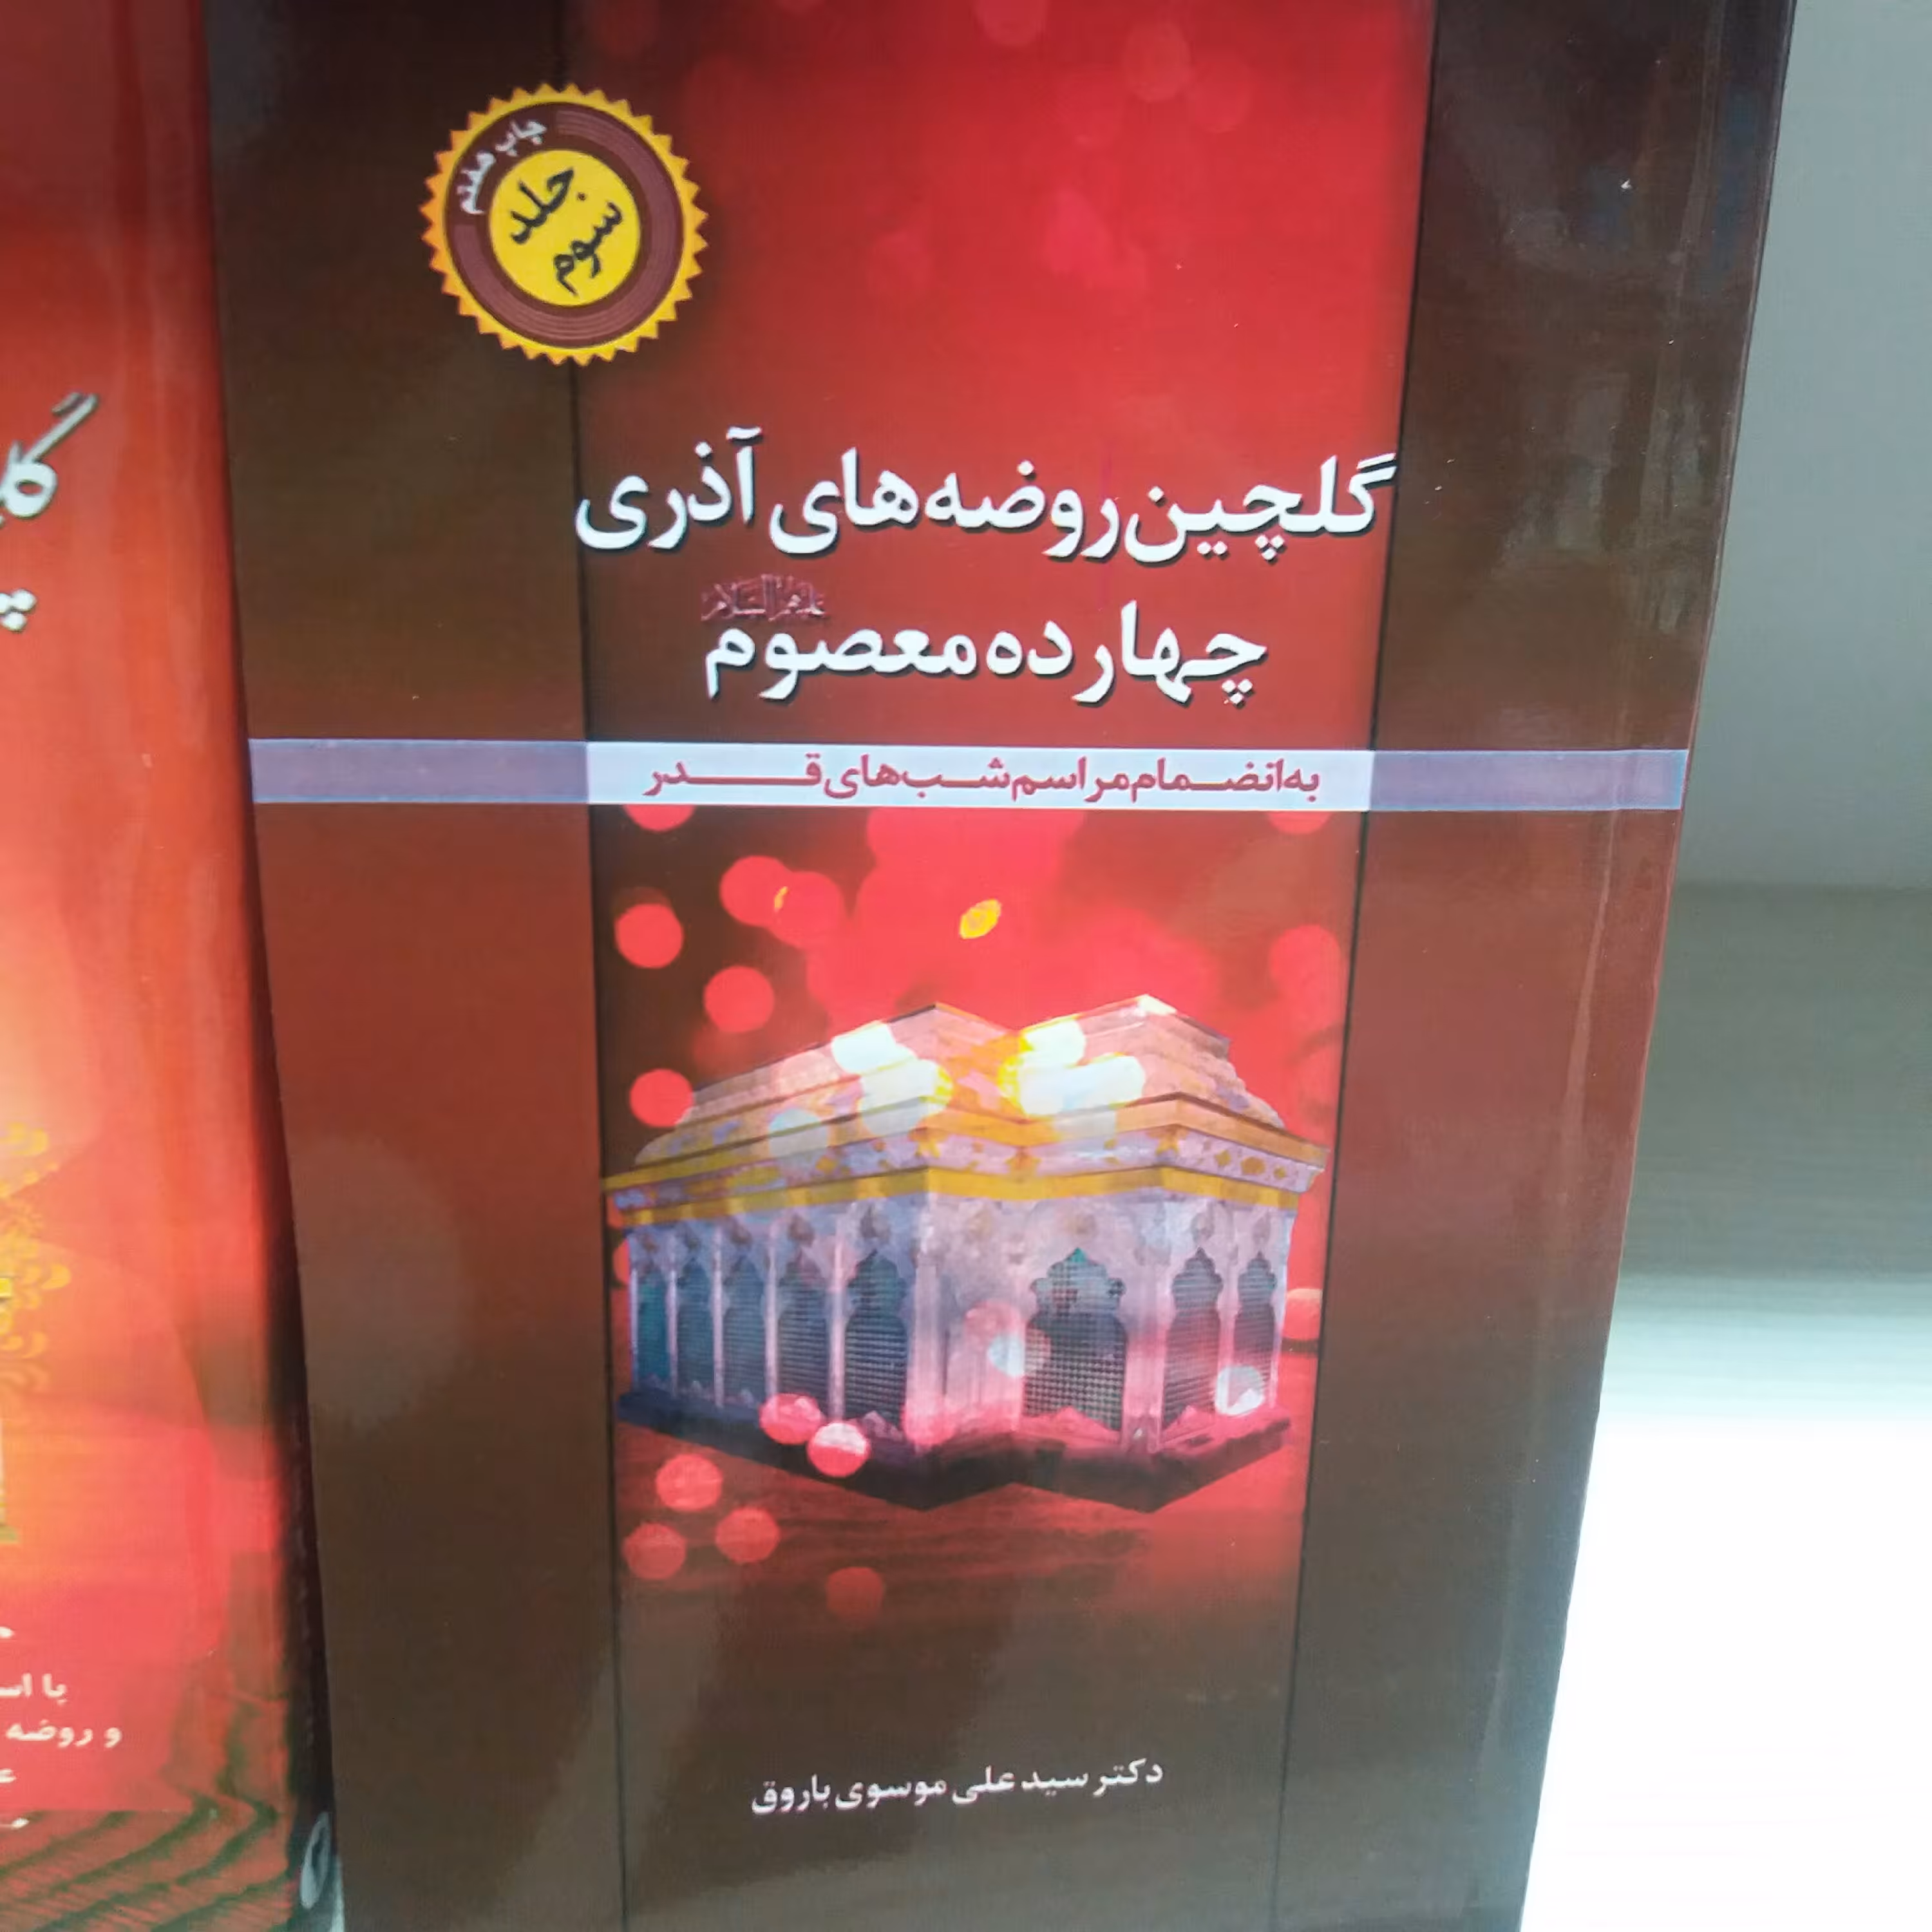 چاپ هفتم
جلد
سوم
گلچین روضه‌های آذری
علیهم السلام
چهارده معصوم
به انضمام مراسم شب‌های قدر
دکتر سید علی موسوی باروق
و روضه